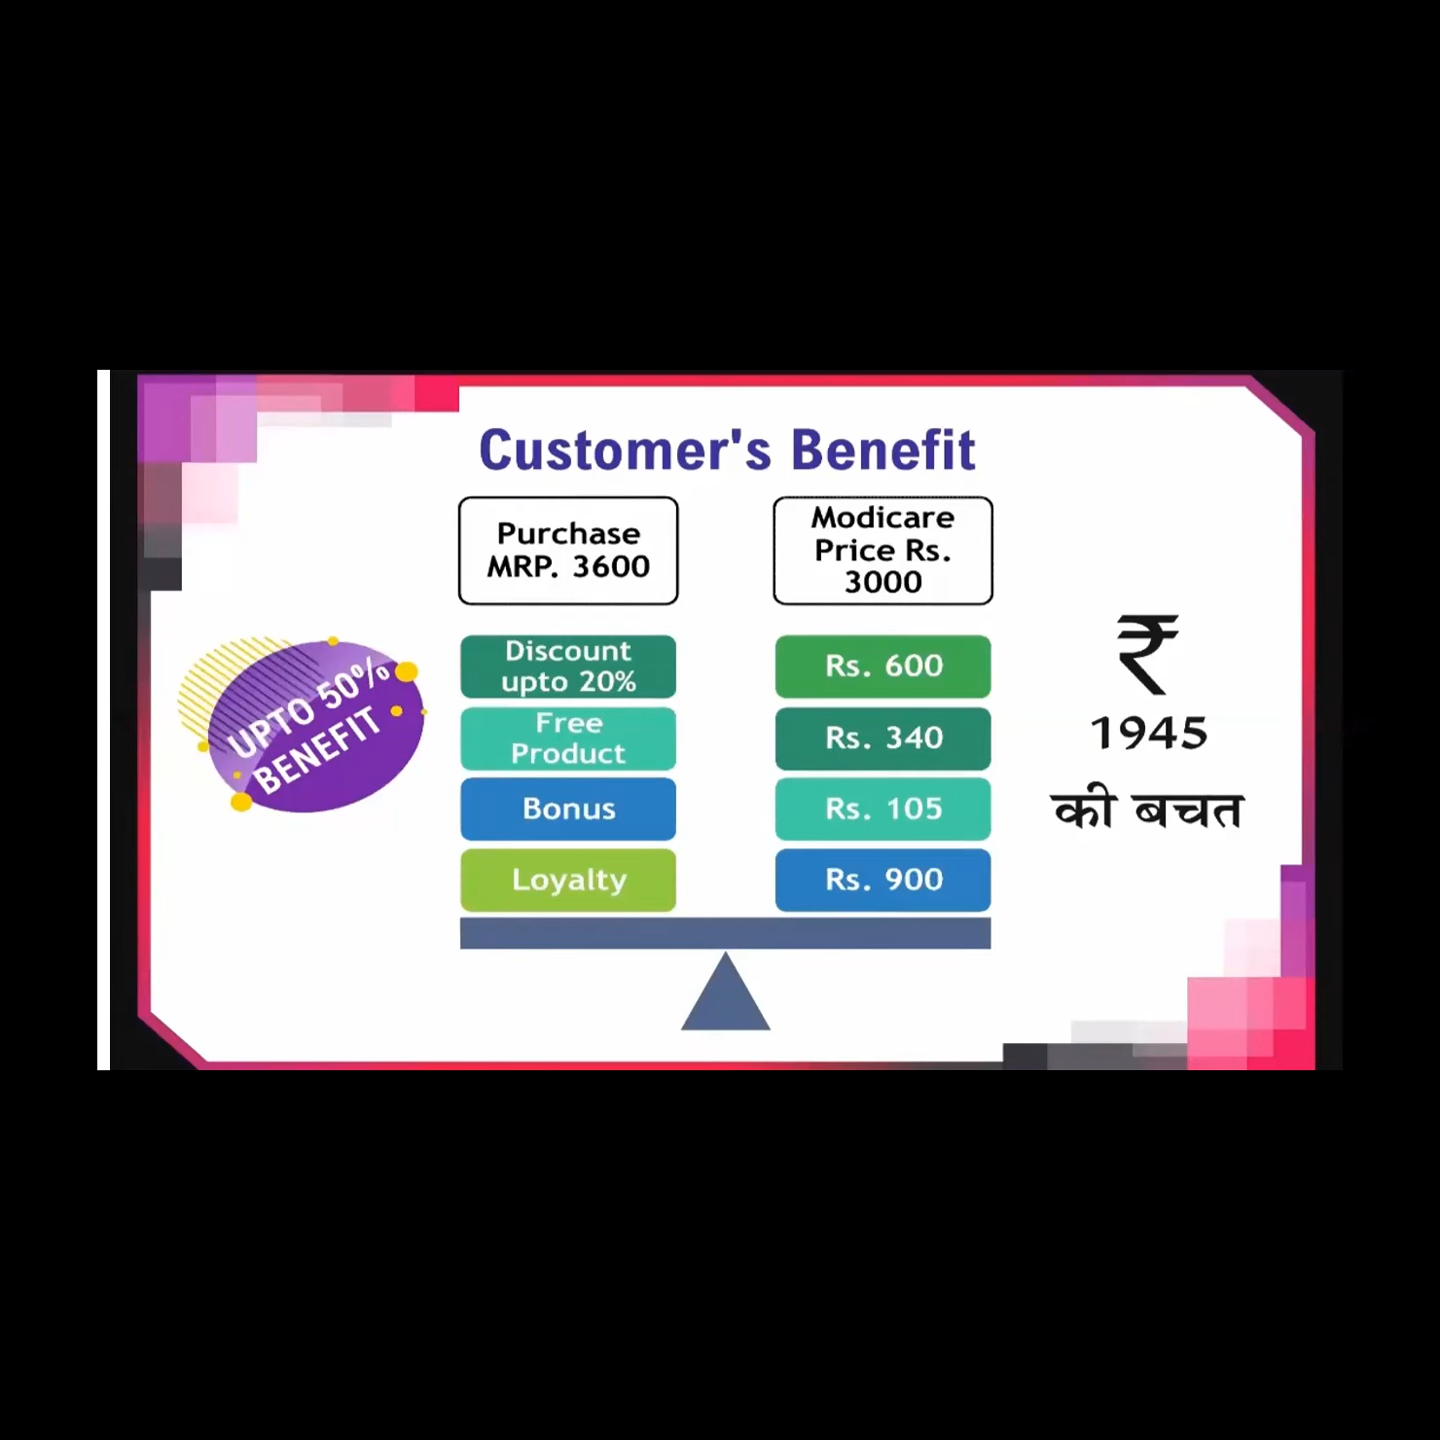 Customer's Benefit
Purchase
MRP. 3600
Modicare
Price Rs.
3000
UPTO 50%
BENEFIT
Discount
upto 20%
Rs. 600
Free
Product
Rs. 340
Bonus
Rs. 105
Loyalty
Rs. 900
₹
1945
की बचत